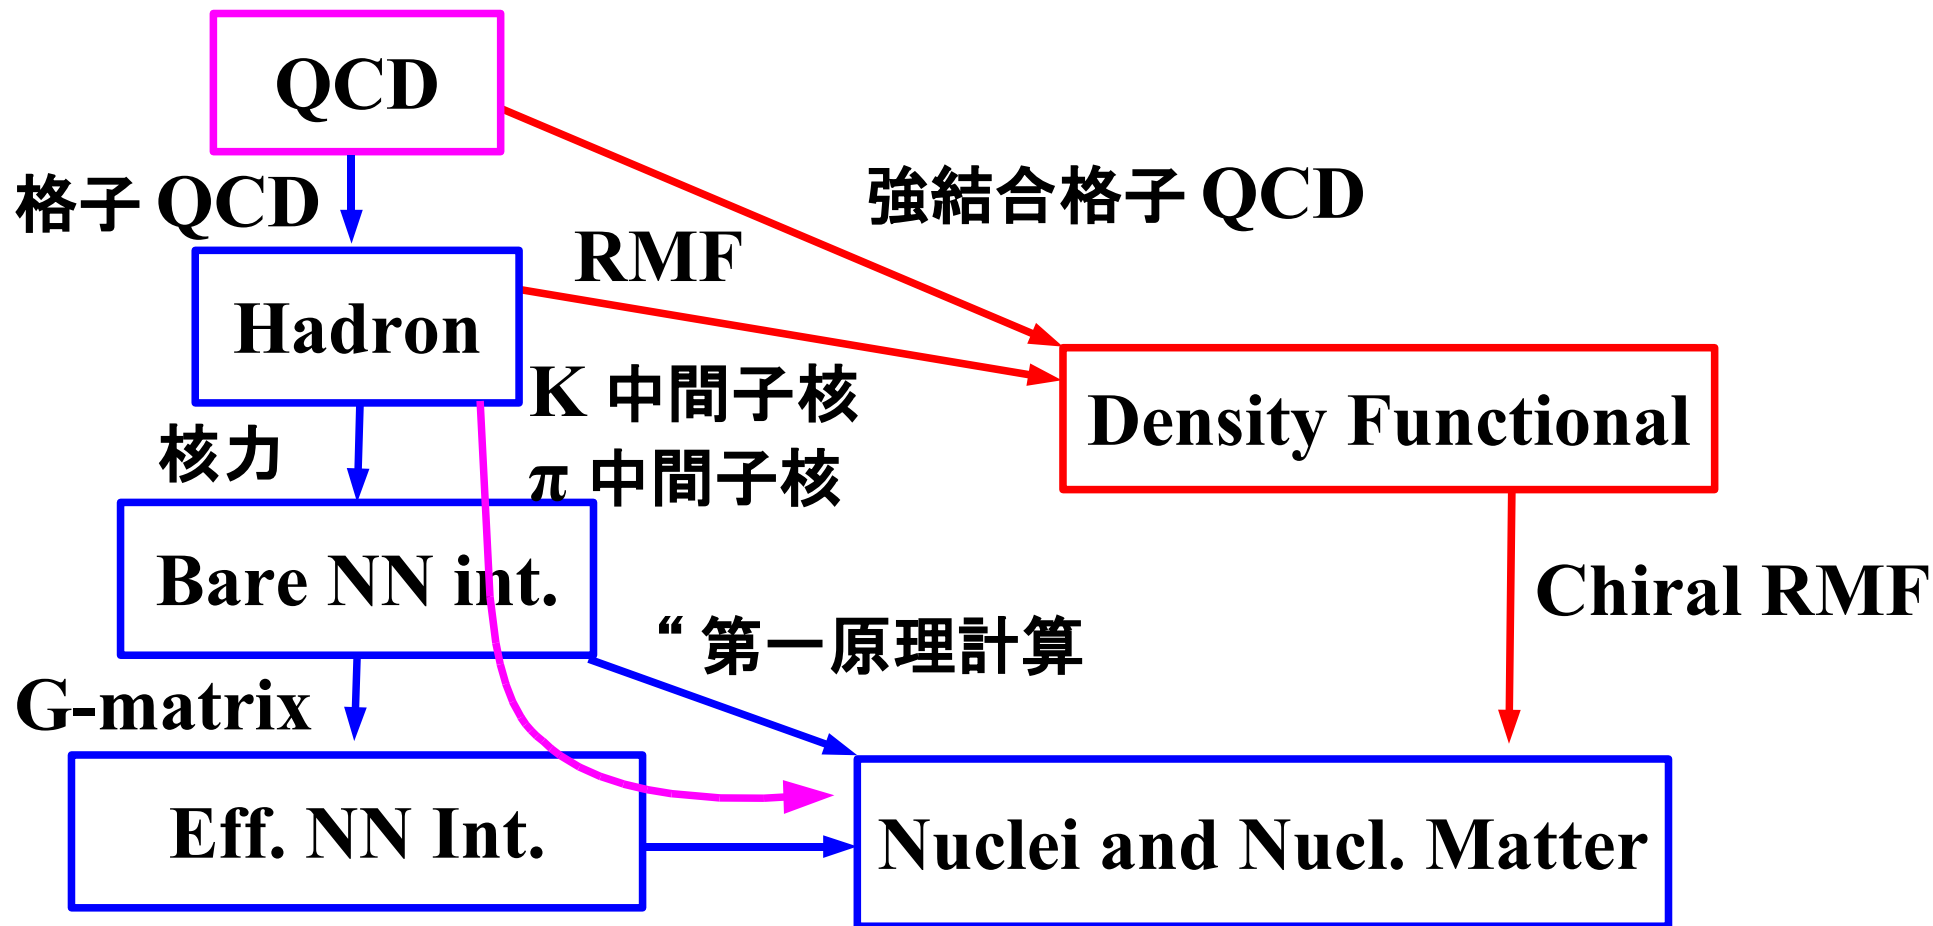 QCD
格子 QCD
強結合格子 QCD
RMF
Hadron
K 中間子核
π 中間子核
核力
Density Functional
Bare NN int.
“ 第一原理計算
Chiral RMF
G-matrix
Eff. NN Int.
Nuclei and Nucl. Matter